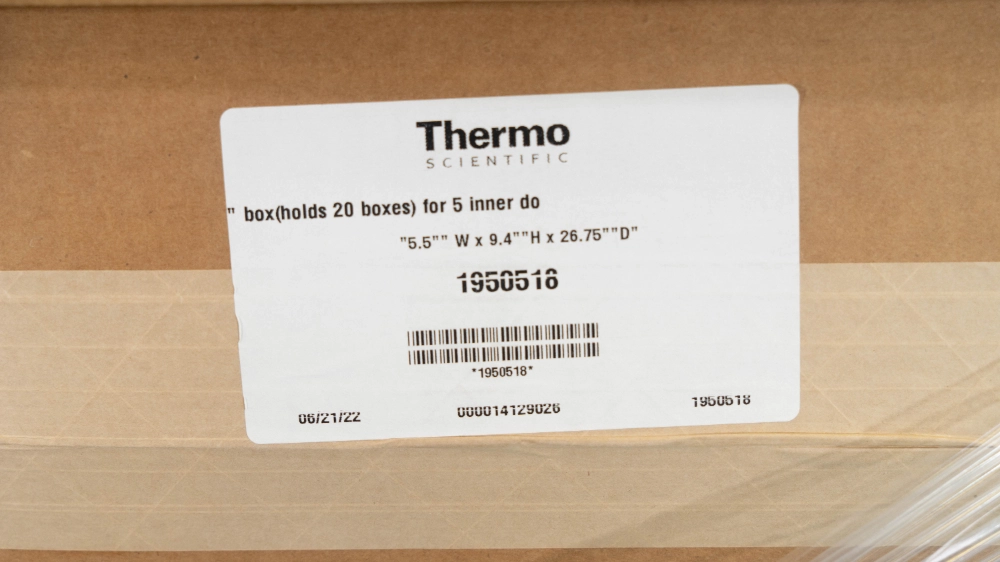 Thermo
SCIENTIFIC
" box(holds 20 boxes) for 5 inner do
"5.5"" W x 9.4""H x 26.75""D"
1950518
*1950518*
06/21/22 000014129026 1950518